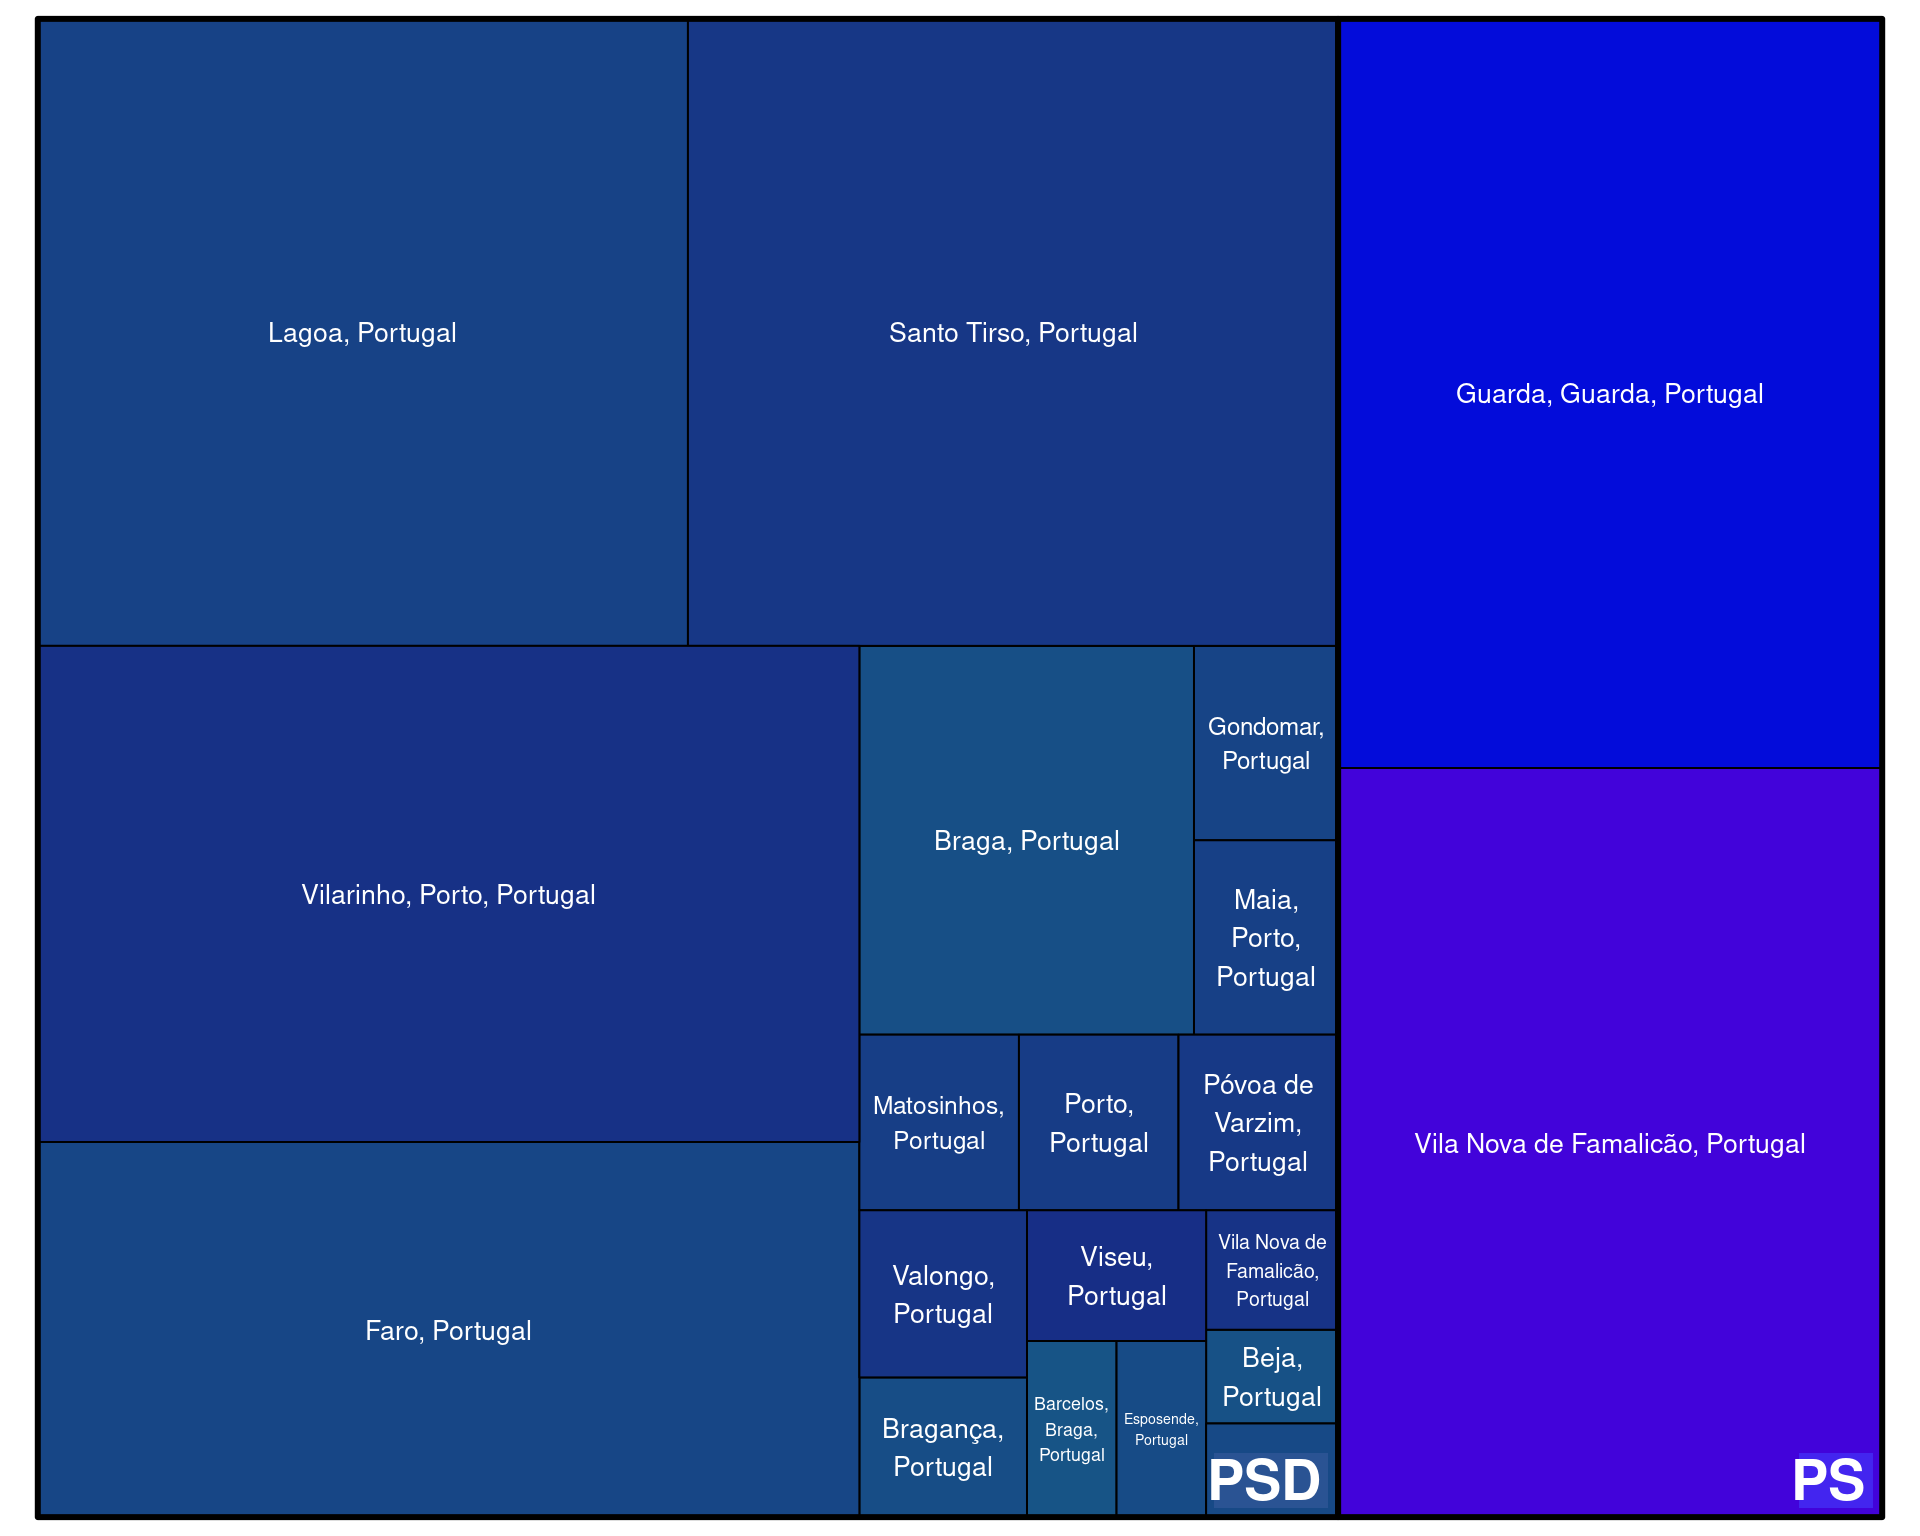 Lagoa, Portugal
Santo Tirso, Portugal
Guarda, Guarda, Portugal
Vilarinho, Porto, Portugal
Braga, Portugal
Gondomar,
Portugal
Maia,
Porto,
Portugal
Matosinhos,
Portugal
Porto,
Portugal
Póvoa de
Varzim,
Portugal
Vila Nova de Famalicão, Portugal
Faro, Portugal
Valongo,
Portugal
Viseu,
Portugal
Vila Nova de
Famalicão,
Portugal
Bragança,
Portugal
Barcelos,
Braga,
Portugal
Esposende,
Portugal
Beja,
Portugal
PSD
PS